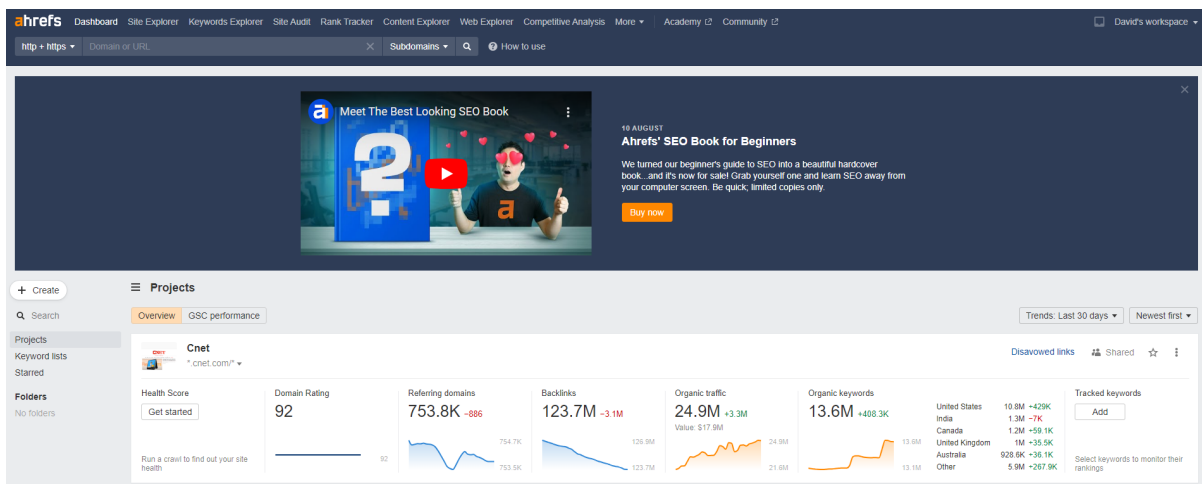 ahrefs Dashboard Site Explorer Keywords Explorer Site Audit Rank Tracker Content Explorer Web Explorer Competitive Analysis More Academy Community David's workspace
http + https Domain or URL Subdomains How to use
Meet The Best Looking SEO Book
10 AUGUST
Ahrefs' SEO Book for Beginners
We turned our beginner's guide to SEO into a beautiful hardcover
book...and it's now for sale! Grab yourself one and learn SEO away from
your computer screen. Be quick; limited copies only.
Buy now
+ Create
Search
Projects
Keyword lists
Starred
Folders
No folders
Projects
Overview GSC performance
Trends: Last 30 days Newest first
Cnet
*.cnet.com/*
Disavowed links Shared
Health Score
Get started
Run a crawl to find out your site
health
Domain Rating
92
92
Referring domains
753.8K -886
754.7K
753.5K
Backlinks
123.7M -3.1M
126.9M
123.7M
Organic traffic
24.9M +3.3M
Value: $17.9M
24.9M
21.6M
Organic keywords
13.6M +408.3K
13.6M
13.1M
United States 10.8M +429K
India 1.3M -7K
Canada 1.2M +59.1K
United Kingdom 1M +35.5K
Australia 928.6K +36.1K
Other 5.9M +267.9K
Tracked keywords
Add
Select keywords to monitor their
rankings